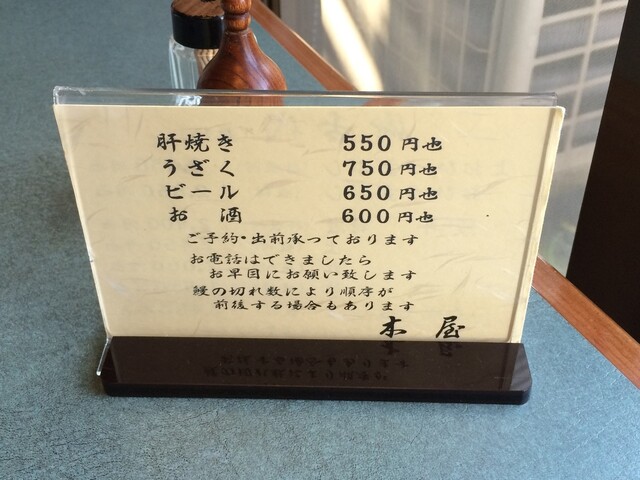 肝焼き 550円也
うざく 750円也
ビール 650円也
お酒 600円也
ご予約・出前承っております
お電話はできましたら
お早目にお願い致します
鰻の切れ数により順序が
前後する場合もあります
本屋